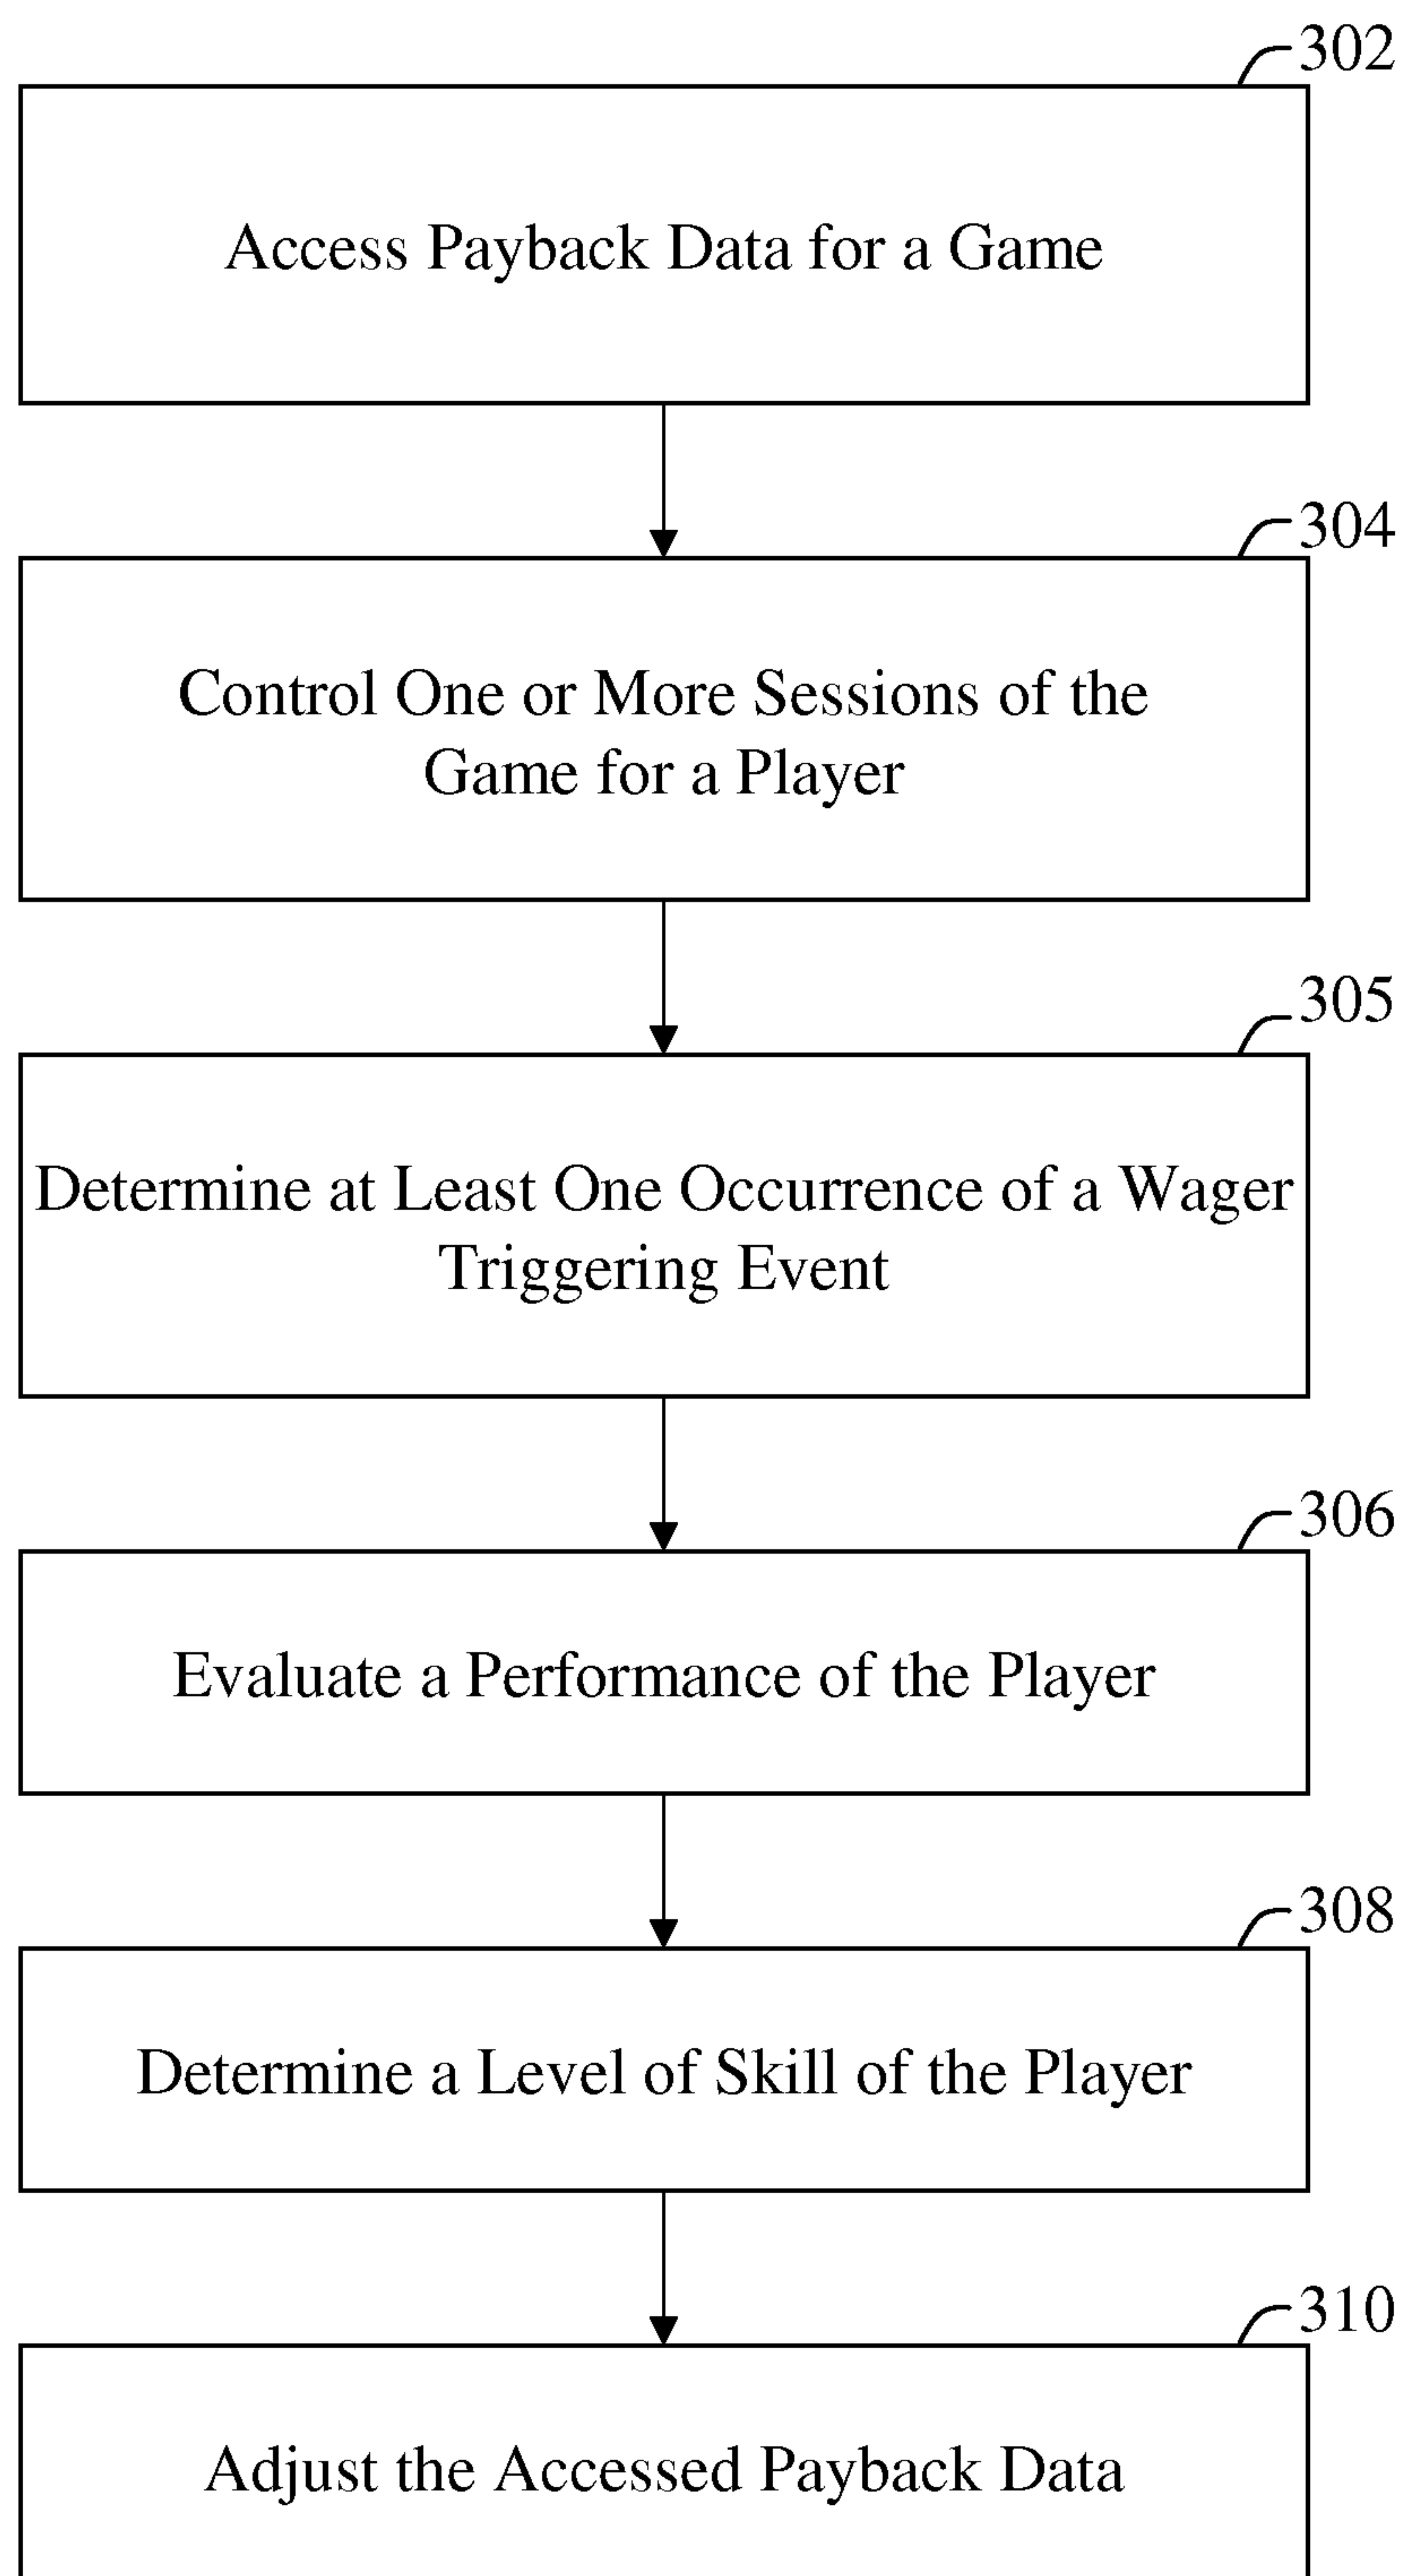 302
Access Payback Data for a Game
304
Control One or More Sessions of the
Game for a Player
305
Determine at Least One Occurrence of a Wager
Triggering Event
306
Evaluate a Performance of the Player
308
Determine a Level of Skill of the Player
310
Adjust the Accessed Payback Data